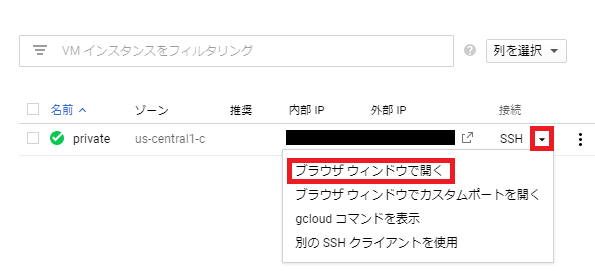 VM インスタンスをフィルタリング
列を選択
名前 ゾーン 推奨 内部 IP 外部 IP 接続
private us-central1-c SSH
ブラウザ ウィンドウで開く
ブラウザ ウィンドウでカスタムポートを開く
gcloud コマンドを表示
別の SSH クライアントを使用